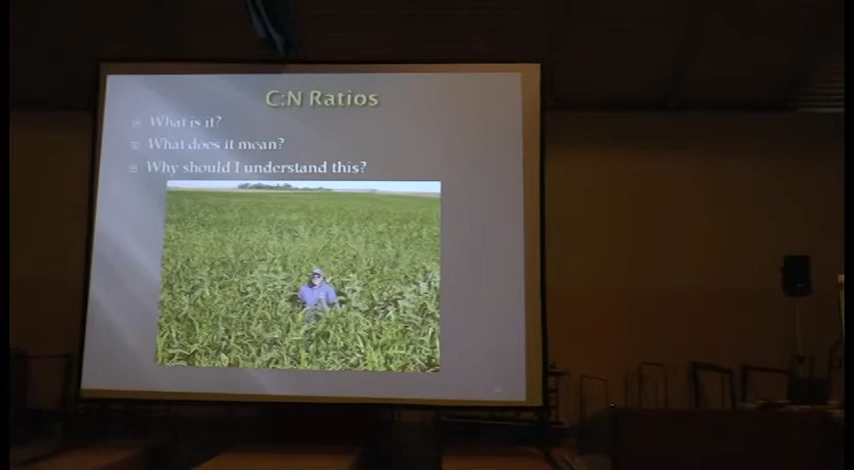 C:N Ratios
What is it?
What does it mean?
Why should I understand this?